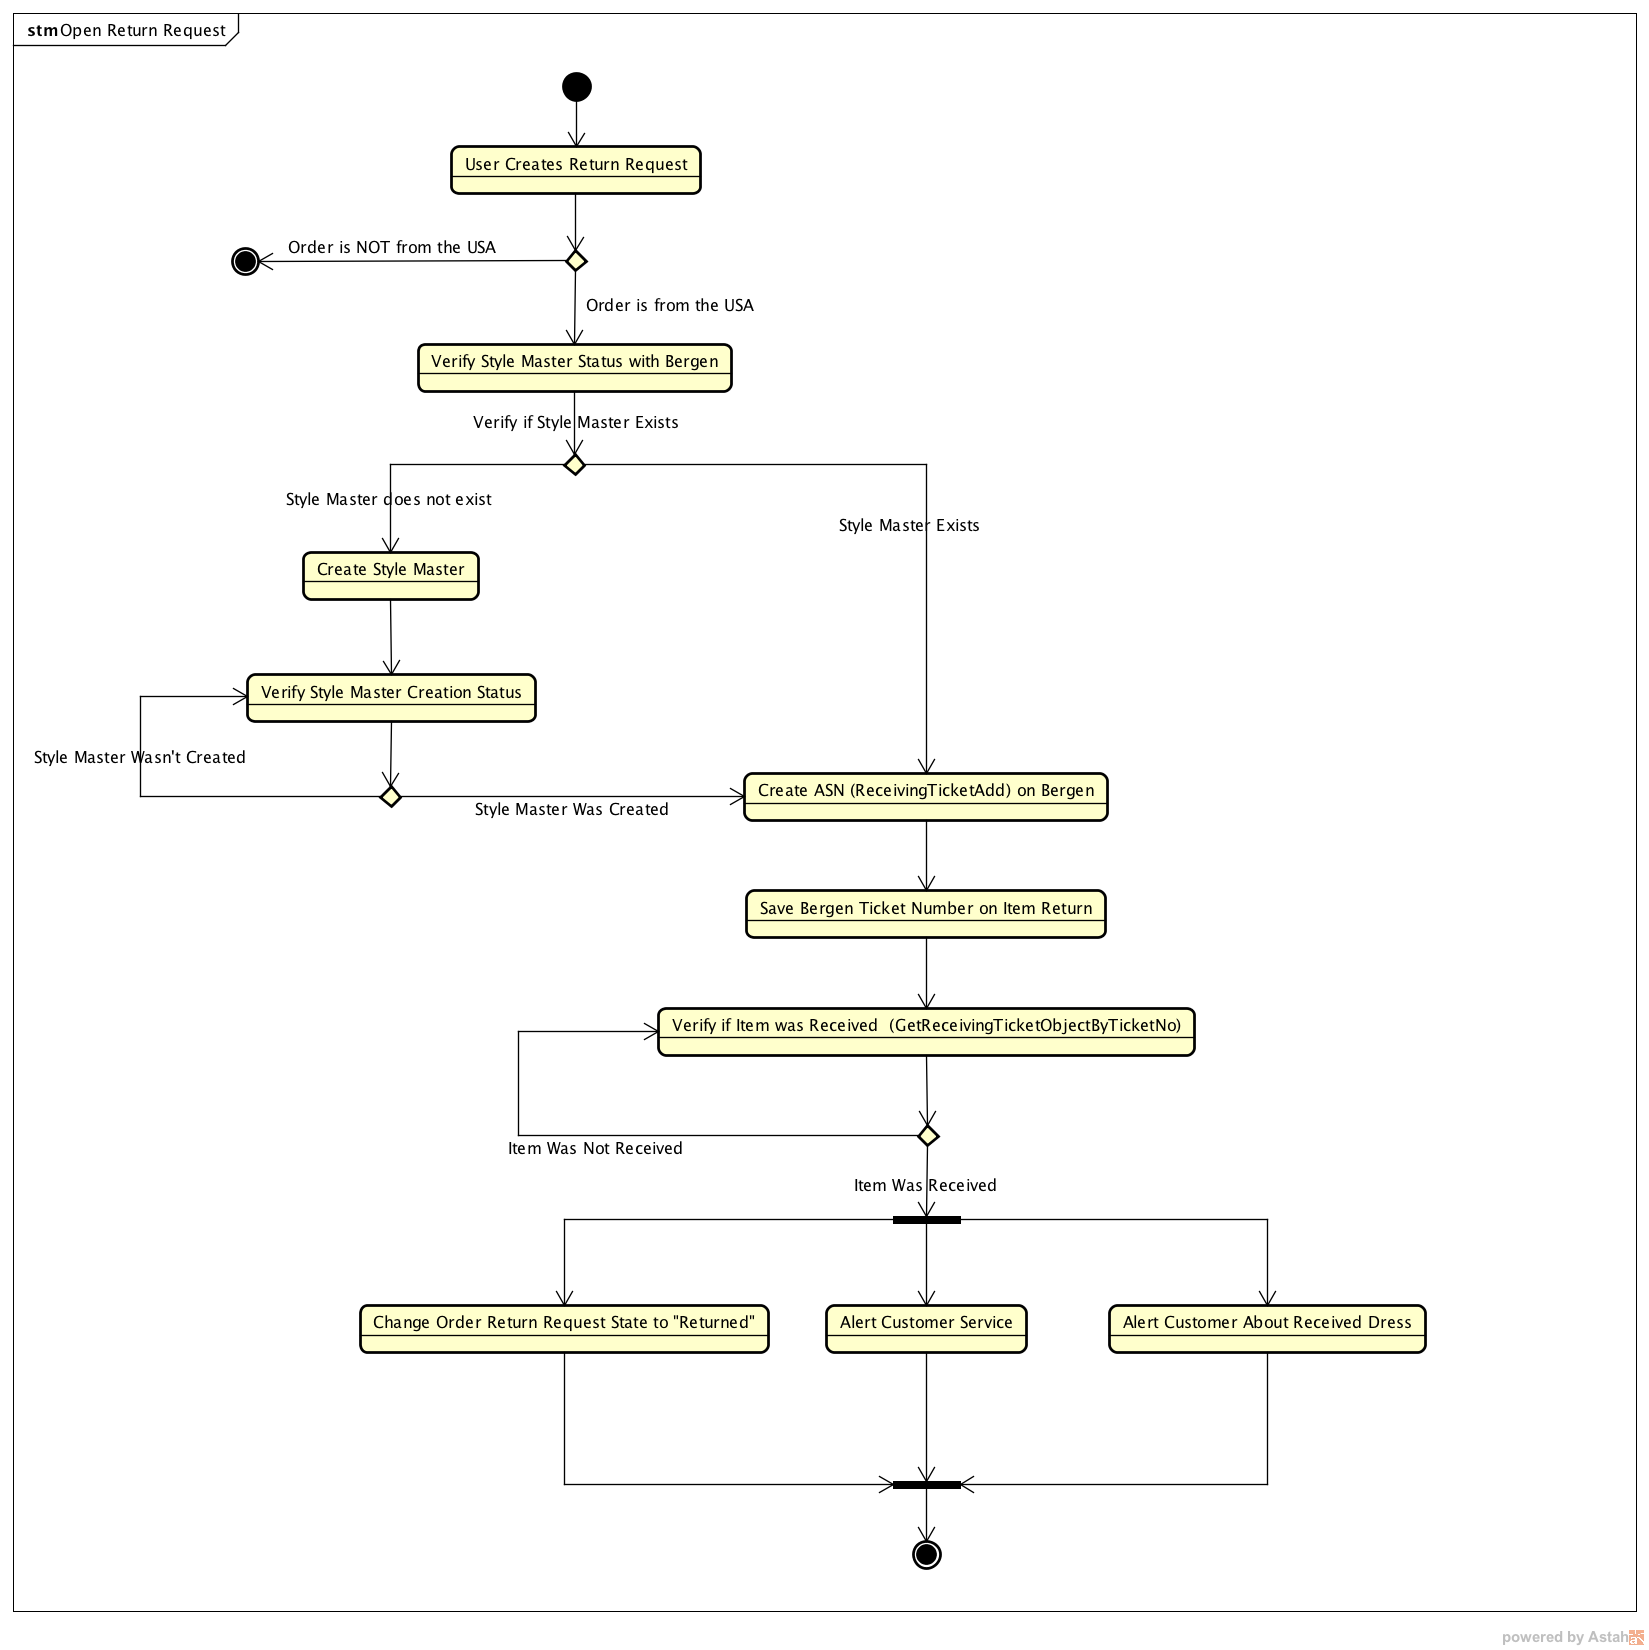 stm Open Return Request
User Creates Return Request
Order is NOT from the USA
Order is from the USA
Verify Style Master Status with Bergen
Verify if Style Master Exists
Style Master does not exist
Style Master Exists
Create Style Master
Verify Style Master Creation Status
Style Master Wasn't Created
Create ASN (ReceivingTicketAdd) on Bergen
Style Master Was Created
Save Bergen Ticket Number on Item Return
Verify if Item was Received  (GetReceivingTicketObjectByTicketNo)
Item Was Not Received
Item Was Received
Change Order Return Request State to "Returned"
Alert Customer Service
Alert Customer About Received Dress
powered by Astah